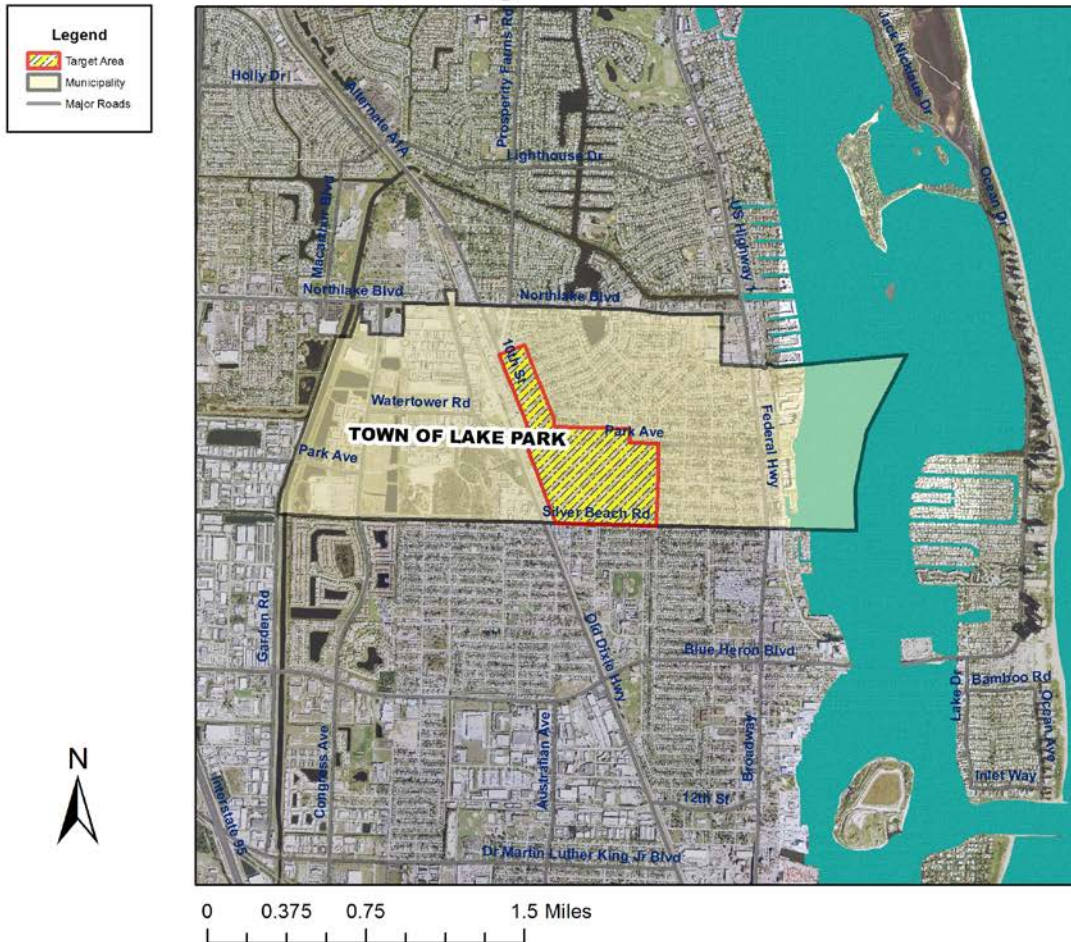 Legend
Target Area
Municipality
Major Roads
Jack Nicklaus Dr
Holly Dr
Alternate A1A
Prosperity Farms Rd
Lighthouse Dr
Ocean Dr
US Highway 1
Northlake Blvd
Northlake Blvd
10th St
Watertower Rd
Federal Hwy
Park Ave
TOWN OF LAKE PARK
Park Ave
Silver Beach Rd
Garden Rd
Old Dixie Hwy
Blue Heron Blvd
Bamboo Rd
Lake Dr
Ocean Ave
Congress Ave
Australian Ave
Broadway
Inlet Way
12th St
Interstate 95
Dr Martin Luther King Jr Blvd
N
0 0.375 0.75 1.5 Miles